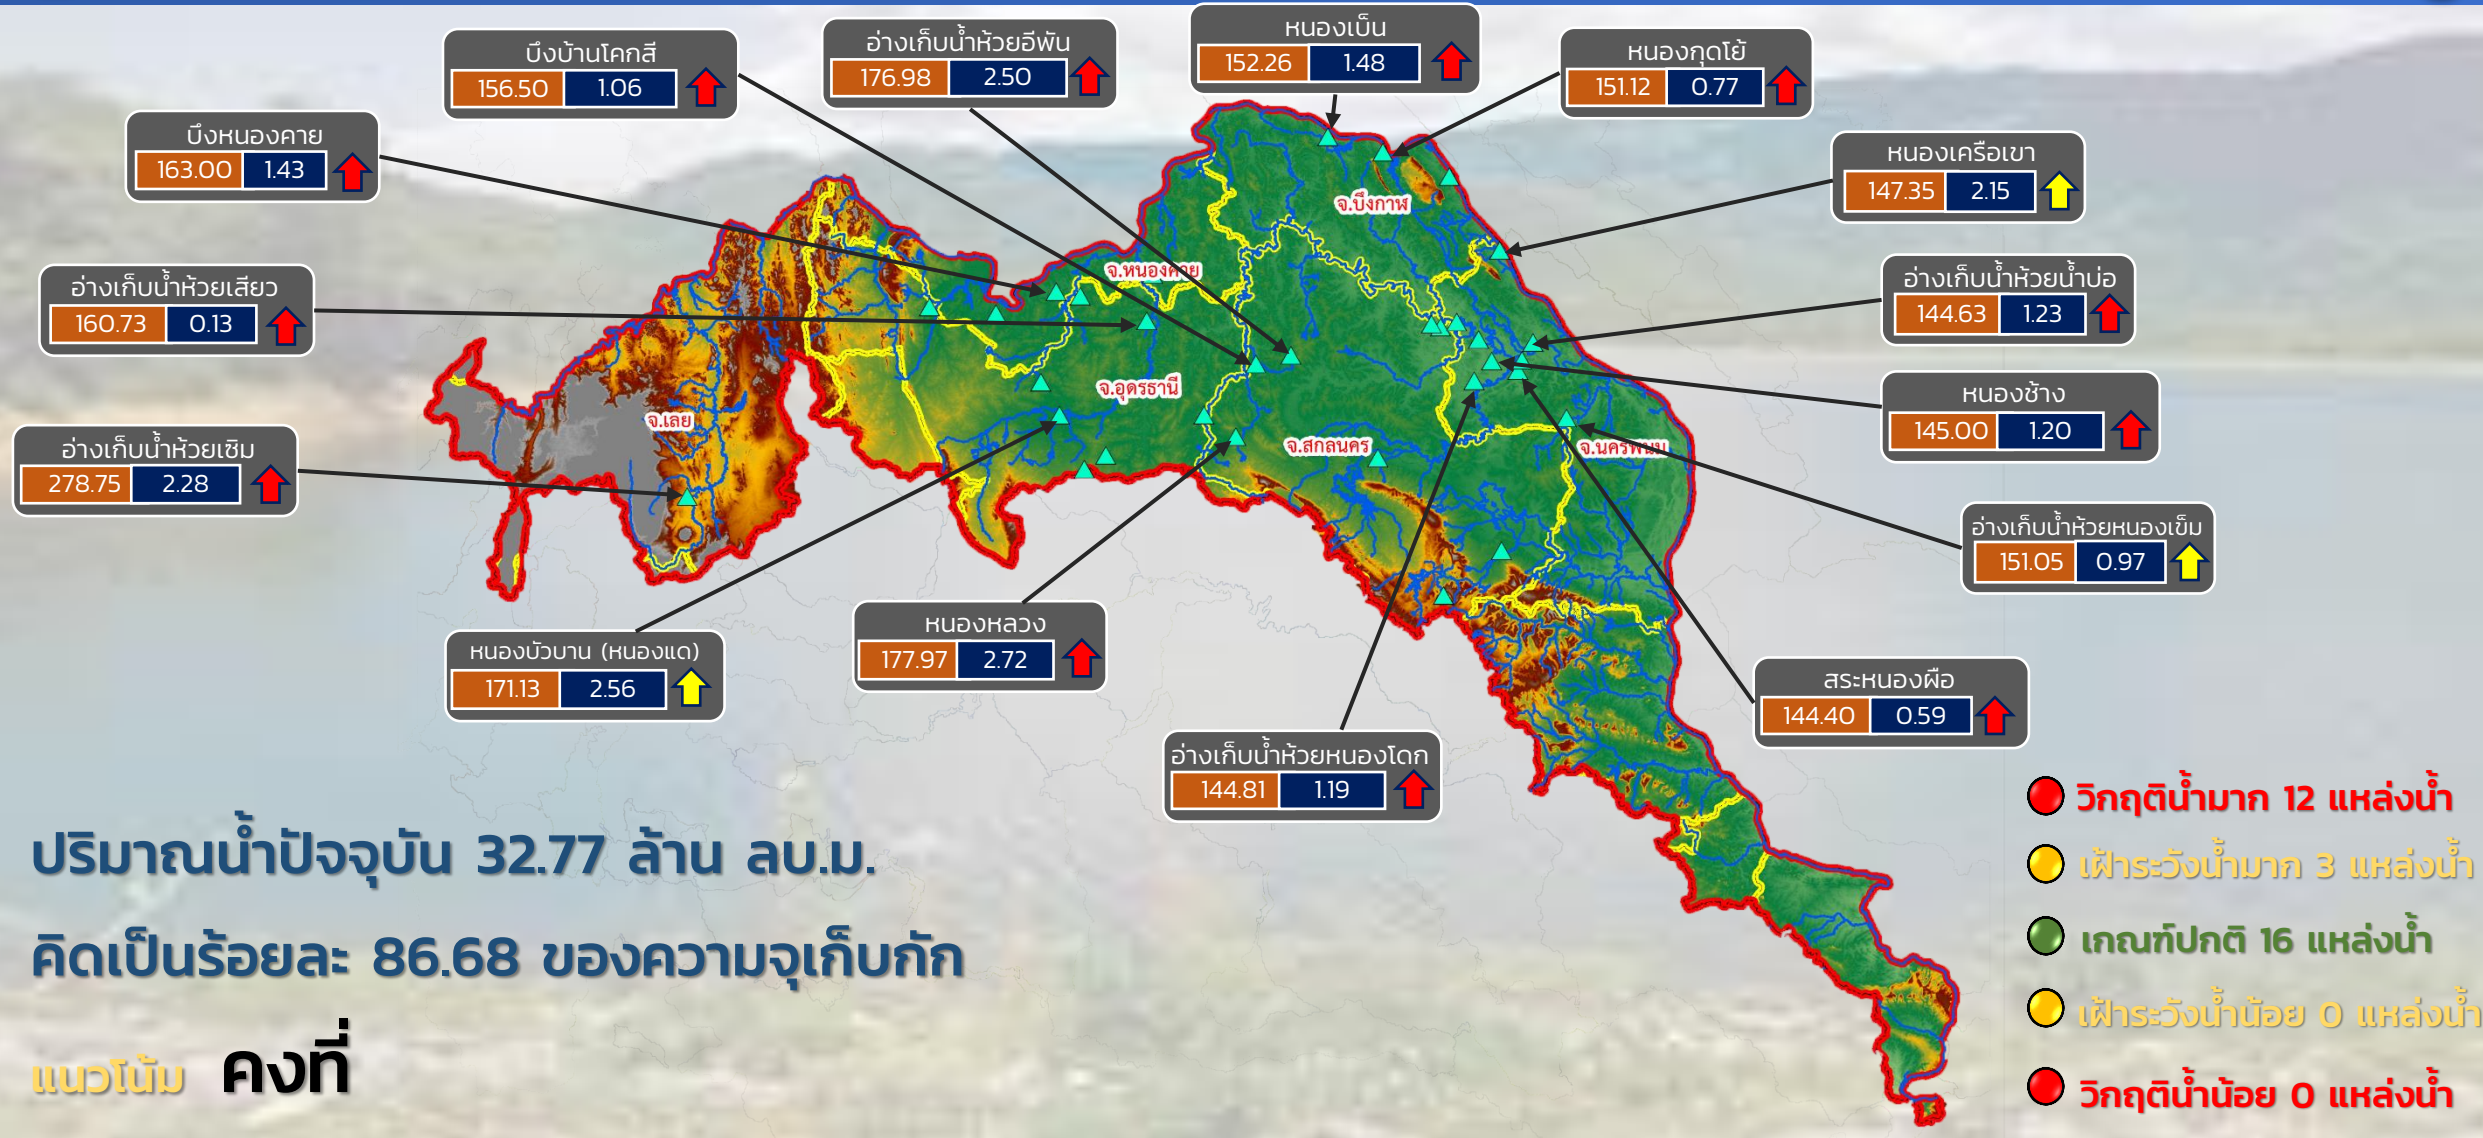 หนองเบ็น
152.26 1.48
อ่างเก็บน้ำห้วยอีพัน
176.98 2.50
บึงบ้านโคกสี
156.50 1.06
หนองกุดโย้
151.12 0.77
บึงหนองคาย
163.00 1.43
หนองเครือเขา
147.35 2.15
จ.บึงกาฬ
จ.หนองคาย
อ่างเก็บน้ำห้วยเสียว
160.73 0.13
อ่างเก็บน้ำห้วยน้ำบ่อ
144.63 1.23
จ.อุดรธานี
หนองช้าง
145.00 1.20
จ.เลย
จ.สกลนคร
จ.นครพนม
อ่างเก็บน้ำห้วยเซิม
278.75 2.28
อ่างเก็บน้ำห้วยหนองเข็ม
151.05 0.97
หนองหลวง
177.97 2.72
หนองบัวบาน (หนองแด)
171.13 2.56
สระหนองผือ
144.40 0.59
อ่างเก็บน้ำห้วยหนองโดก
144.81 1.19
ปริมาณน้ำปัจจุบัน 32.77 ล้าน ลบ.ม.
คิดเป็นร้อยละ 86.68 ของความจุเก็บกัก
แนวโน้ม คงที่
วิกฤติน้ำมาก 12 แหล่งน้ำ
เฝ้าระวังน้ำมาก 3 แหล่งน้ำ
เกณฑ์ปกติ 16 แหล่งน้ำ
เฝ้าระวังน้ำน้อย 0 แหล่งน้ำ
วิกฤติน้ำน้อย 0 แหล่งน้ำ